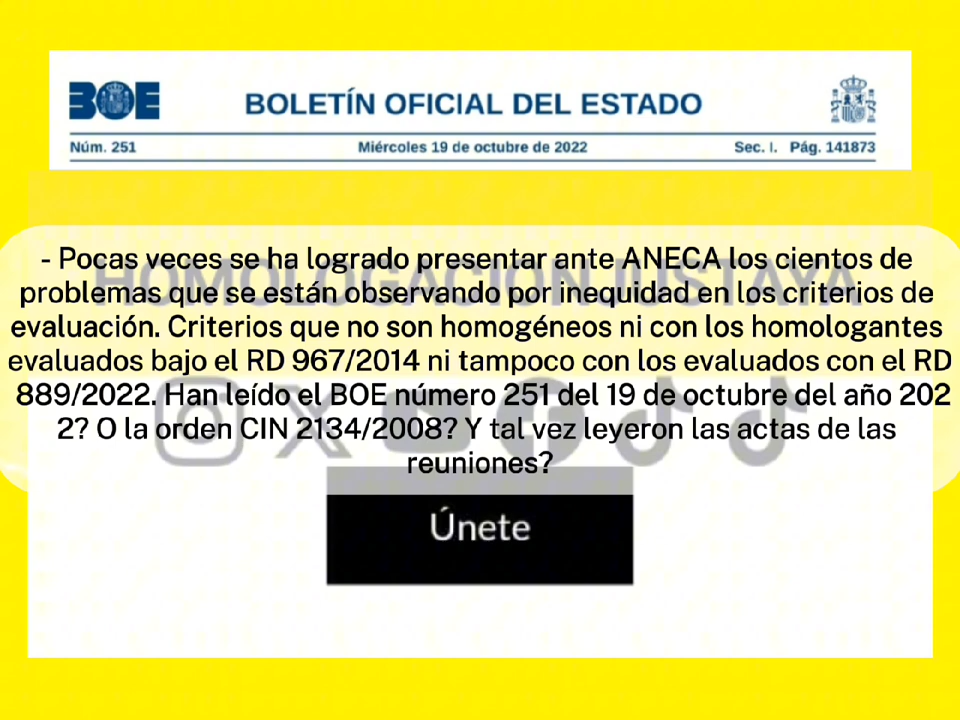 BOE
BOLETÍN OFICIAL DEL ESTADO
Núm. 251
Miércoles 19 de octubre de 2022
Sec. I. Pág. 141873
HOMOLOGACION JUSTA YA
- Pocas veces se ha logrado presentar ante ANECA los cientos de
problemas que se están observando por inequidad en los criterios de
evaluación. Criterios que no son homogéneos ni con los homologantes
evaluados bajo el RD 967/2014 ni tampoco con los evaluados con el RD
889/2022. Han leído el BOE número 251 del 19 de octubre del año 202
2? O la orden CIN 2134/2008? Y tal vez leyeron las actas de las
reuniones?
Únete